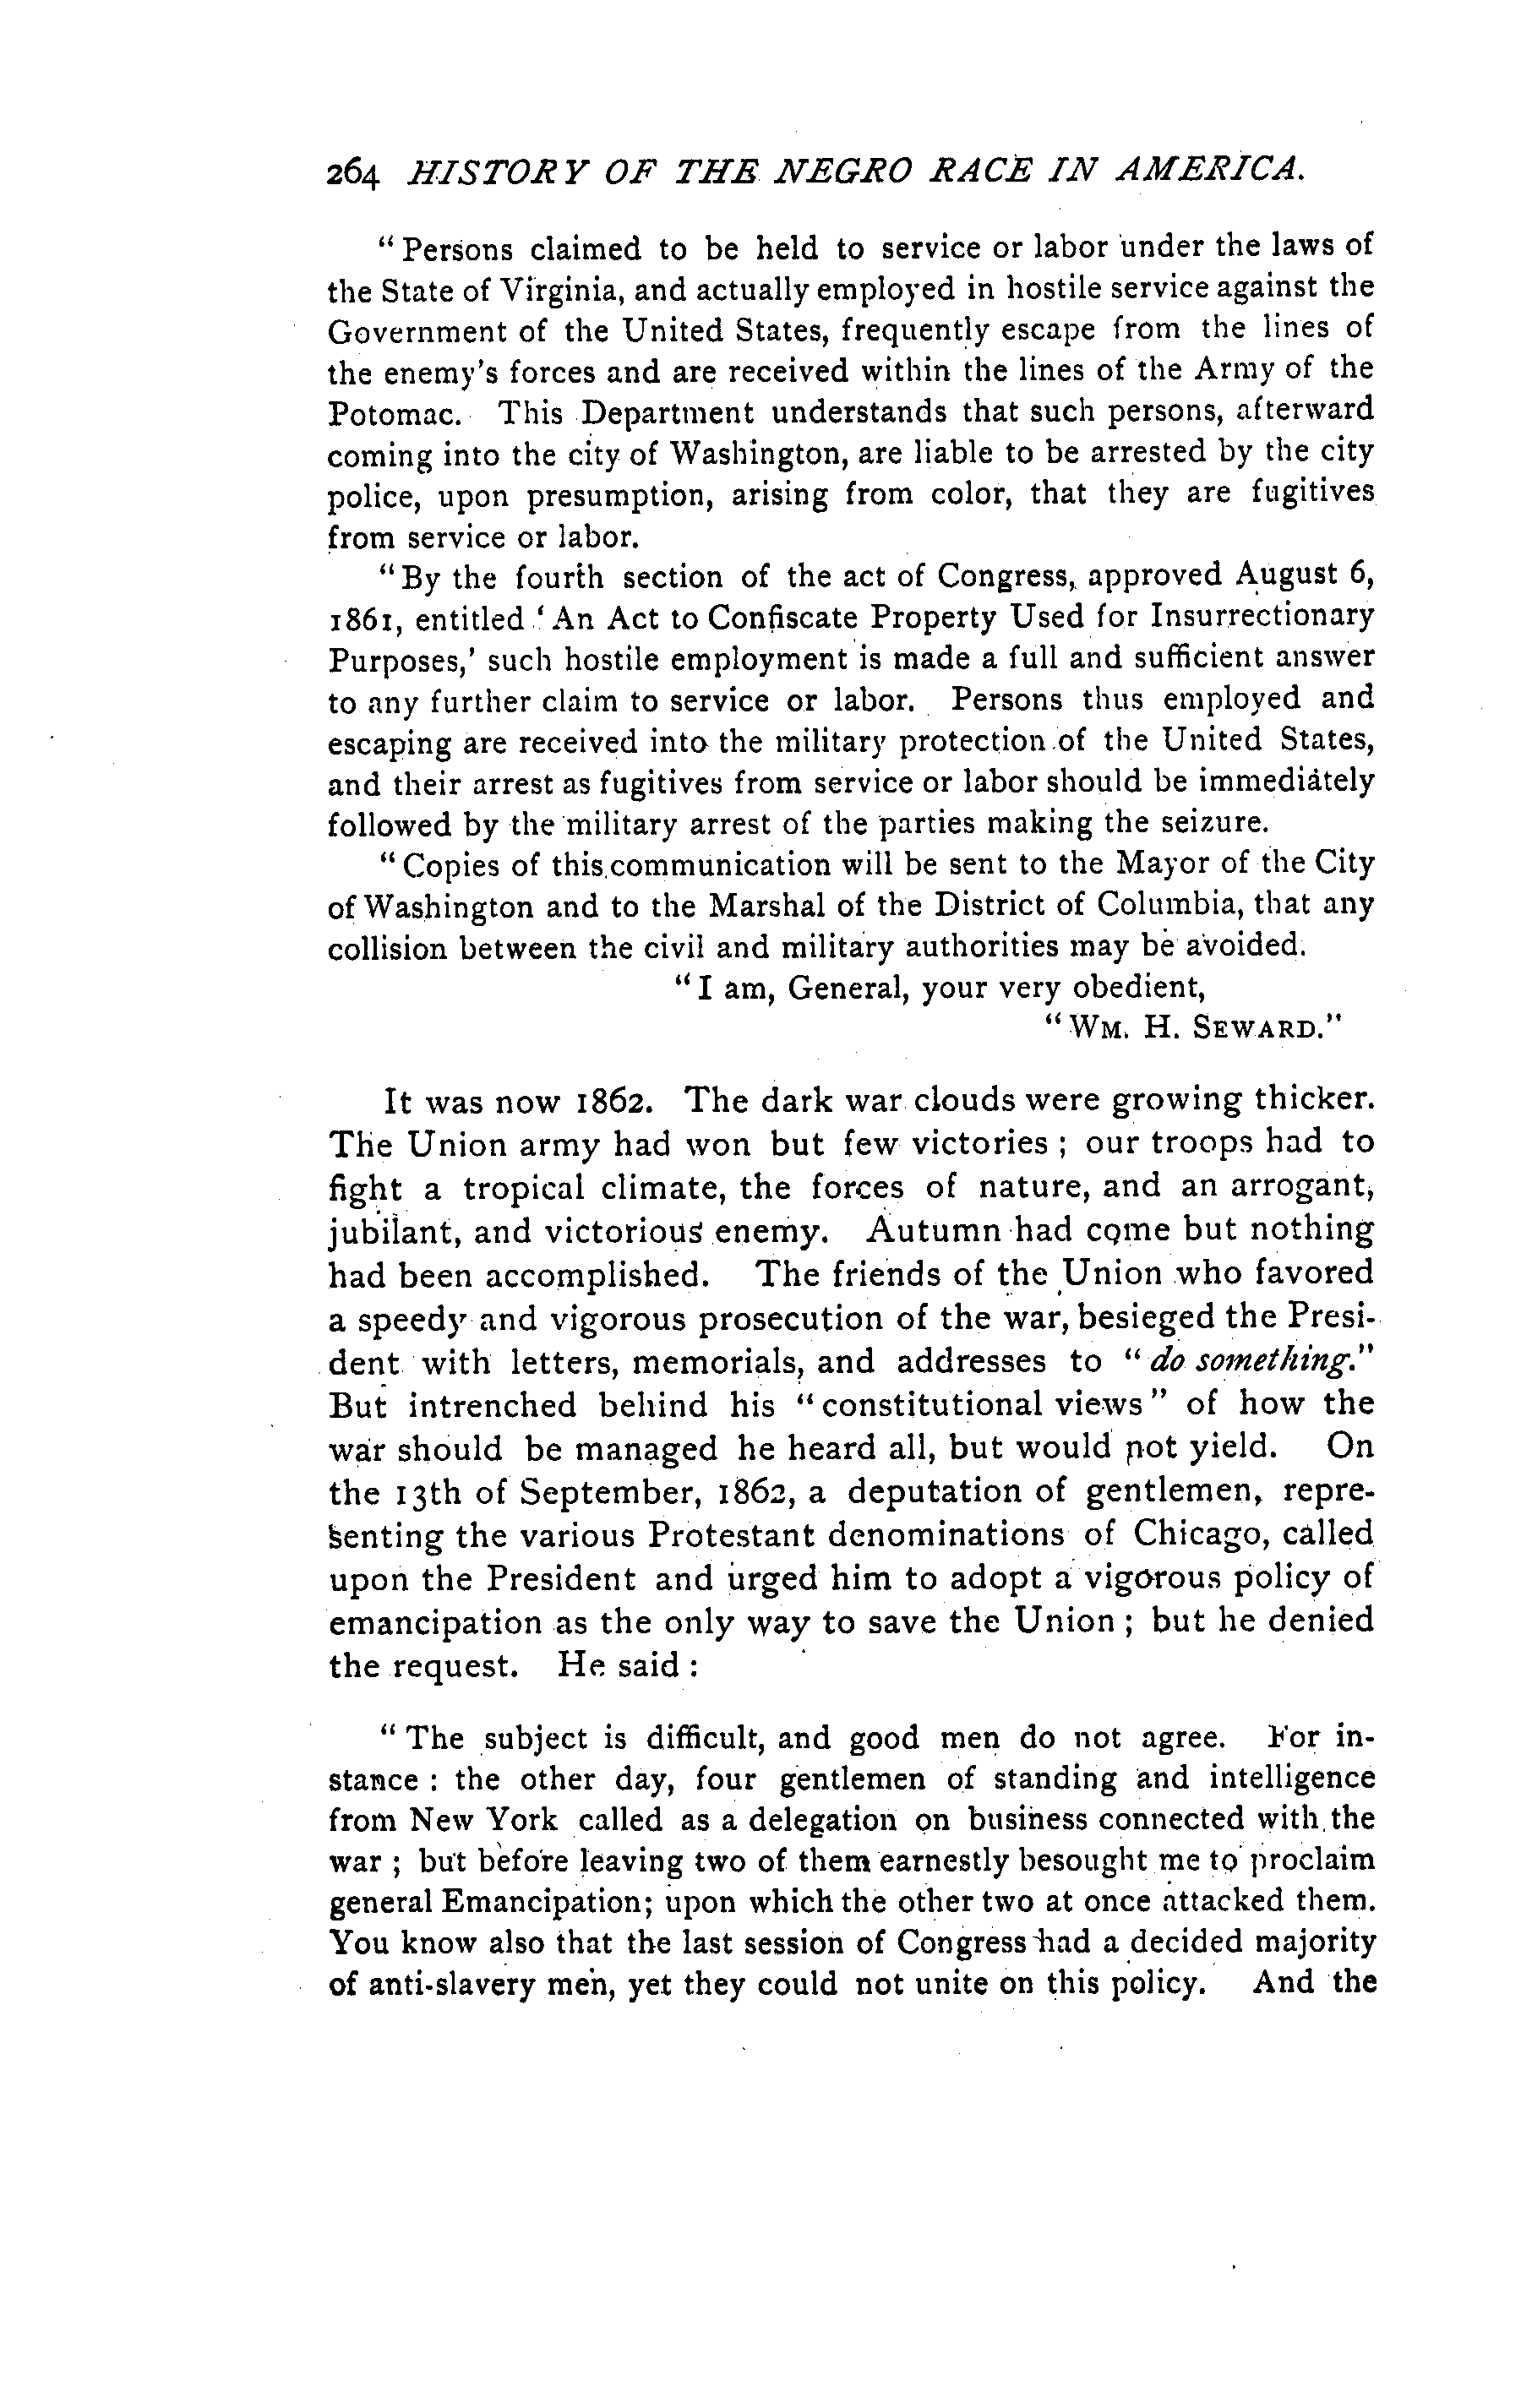 264 HISTORY OF THE NEGRO RACE IN AMERICA.
" Persons claimed to be held to service or labor under the laws of
the State of Virginia, and actually employed in hostile service against the
Government of the United States, frequently escape from the lines of
the enemy's forces and are received within the lines of the Army of the
Potomac. This Department understands that such persons, afterward
coming into the city of Washington, are liable to be arrested by the city
police, upon presumption, arising from color, that they are fugitives
from service or labor.
" By the fourth section of the act of Congress, approved August 6,
1861, entitled ' An Act to Confiscate Property Used for Insurrectionary
Purposes,' such hostile employment is made a full and sufficient answer
to any further claim to service or labor. Persons thus employed and
escaping are received into the military protection of the United States,
and their arrest as fugitives from service or labor should be immediately
followed by the military arrest of the parties making the seizure.
" Copies of this communication will be sent to the Mayor of the City
of Washington and to the Marshal of the District of Columbia, that any
collision between the civil and military authorities may be avoided.
" I am, General, your very obedient,
" WM. H. SEWARD."
It was now 1862. The dark war clouds were growing thicker.
The Union army had won but few victories ; our troops had to
fight a tropical climate, the forces of nature, and an arrogant,
jubilant, and victorious enemy. Autumn had come but nothing
had been accomplished. The friends of the Union who favored
a speedy and vigorous prosecution of the war, besieged the Presi-
dent with letters, memorials, and addresses to " do something."
But intrenched behind his " constitutional views " of how the
war should be managed he heard all, but would not yield. On
the 13th of September, 1862, a deputation of gentlemen, repre-
senting the various Protestant denominations of Chicago, called
upon the President and urged him to adopt a vigorous policy of
emancipation as the only way to save the Union ; but he denied
the request. He said :
" The subject is difficult, and good men do not agree. For in-
stance : the other day, four gentlemen of standing and intelligence
from New York called as a delegation on business connected with the
war ; but before leaving two of them earnestly besought me to proclaim
general Emancipation; upon which the other two at once attacked them.
You know also that the last session of Congress had a decided majority
of anti-slavery men, yet they could not unite on this policy. And the